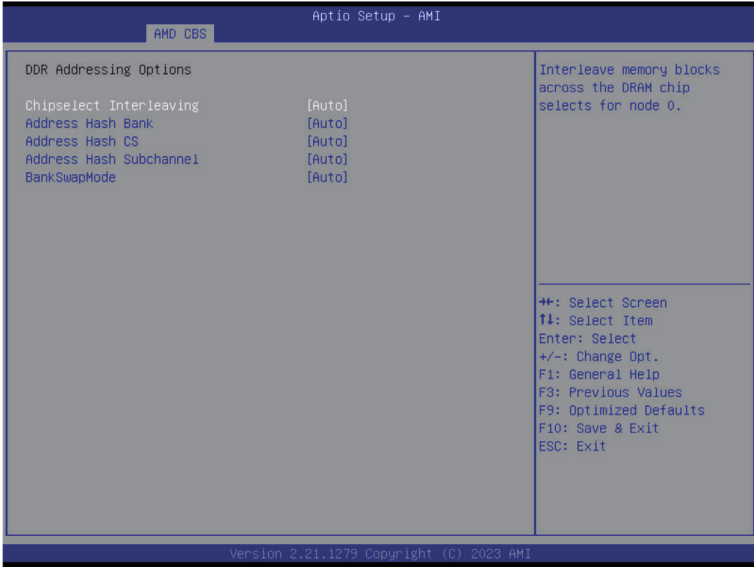 Aptio Setup – AMI
AMD CBS
DDR Addressing Options
Chipselect Interleaving [Auto]
Address Hash Bank [Auto]
Address Hash CS [Auto]
Address Hash Subchannel [Auto]
BankSwapMode [Auto]
Interleave memory blocks
across the DRAM chip
selects for node 0.
→←: Select Screen
↑↓: Select Item
Enter: Select
+/-: Change Opt.
F1: General Help
F3: Previous Values
F9: Optimized Defaults
F10: Save & Exit
ESC: Exit
Version 2.21.1279 Copyright (C) 2023 AMI